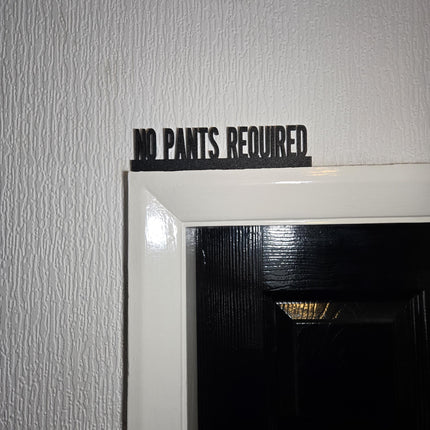 NO PANTS REQUIRED